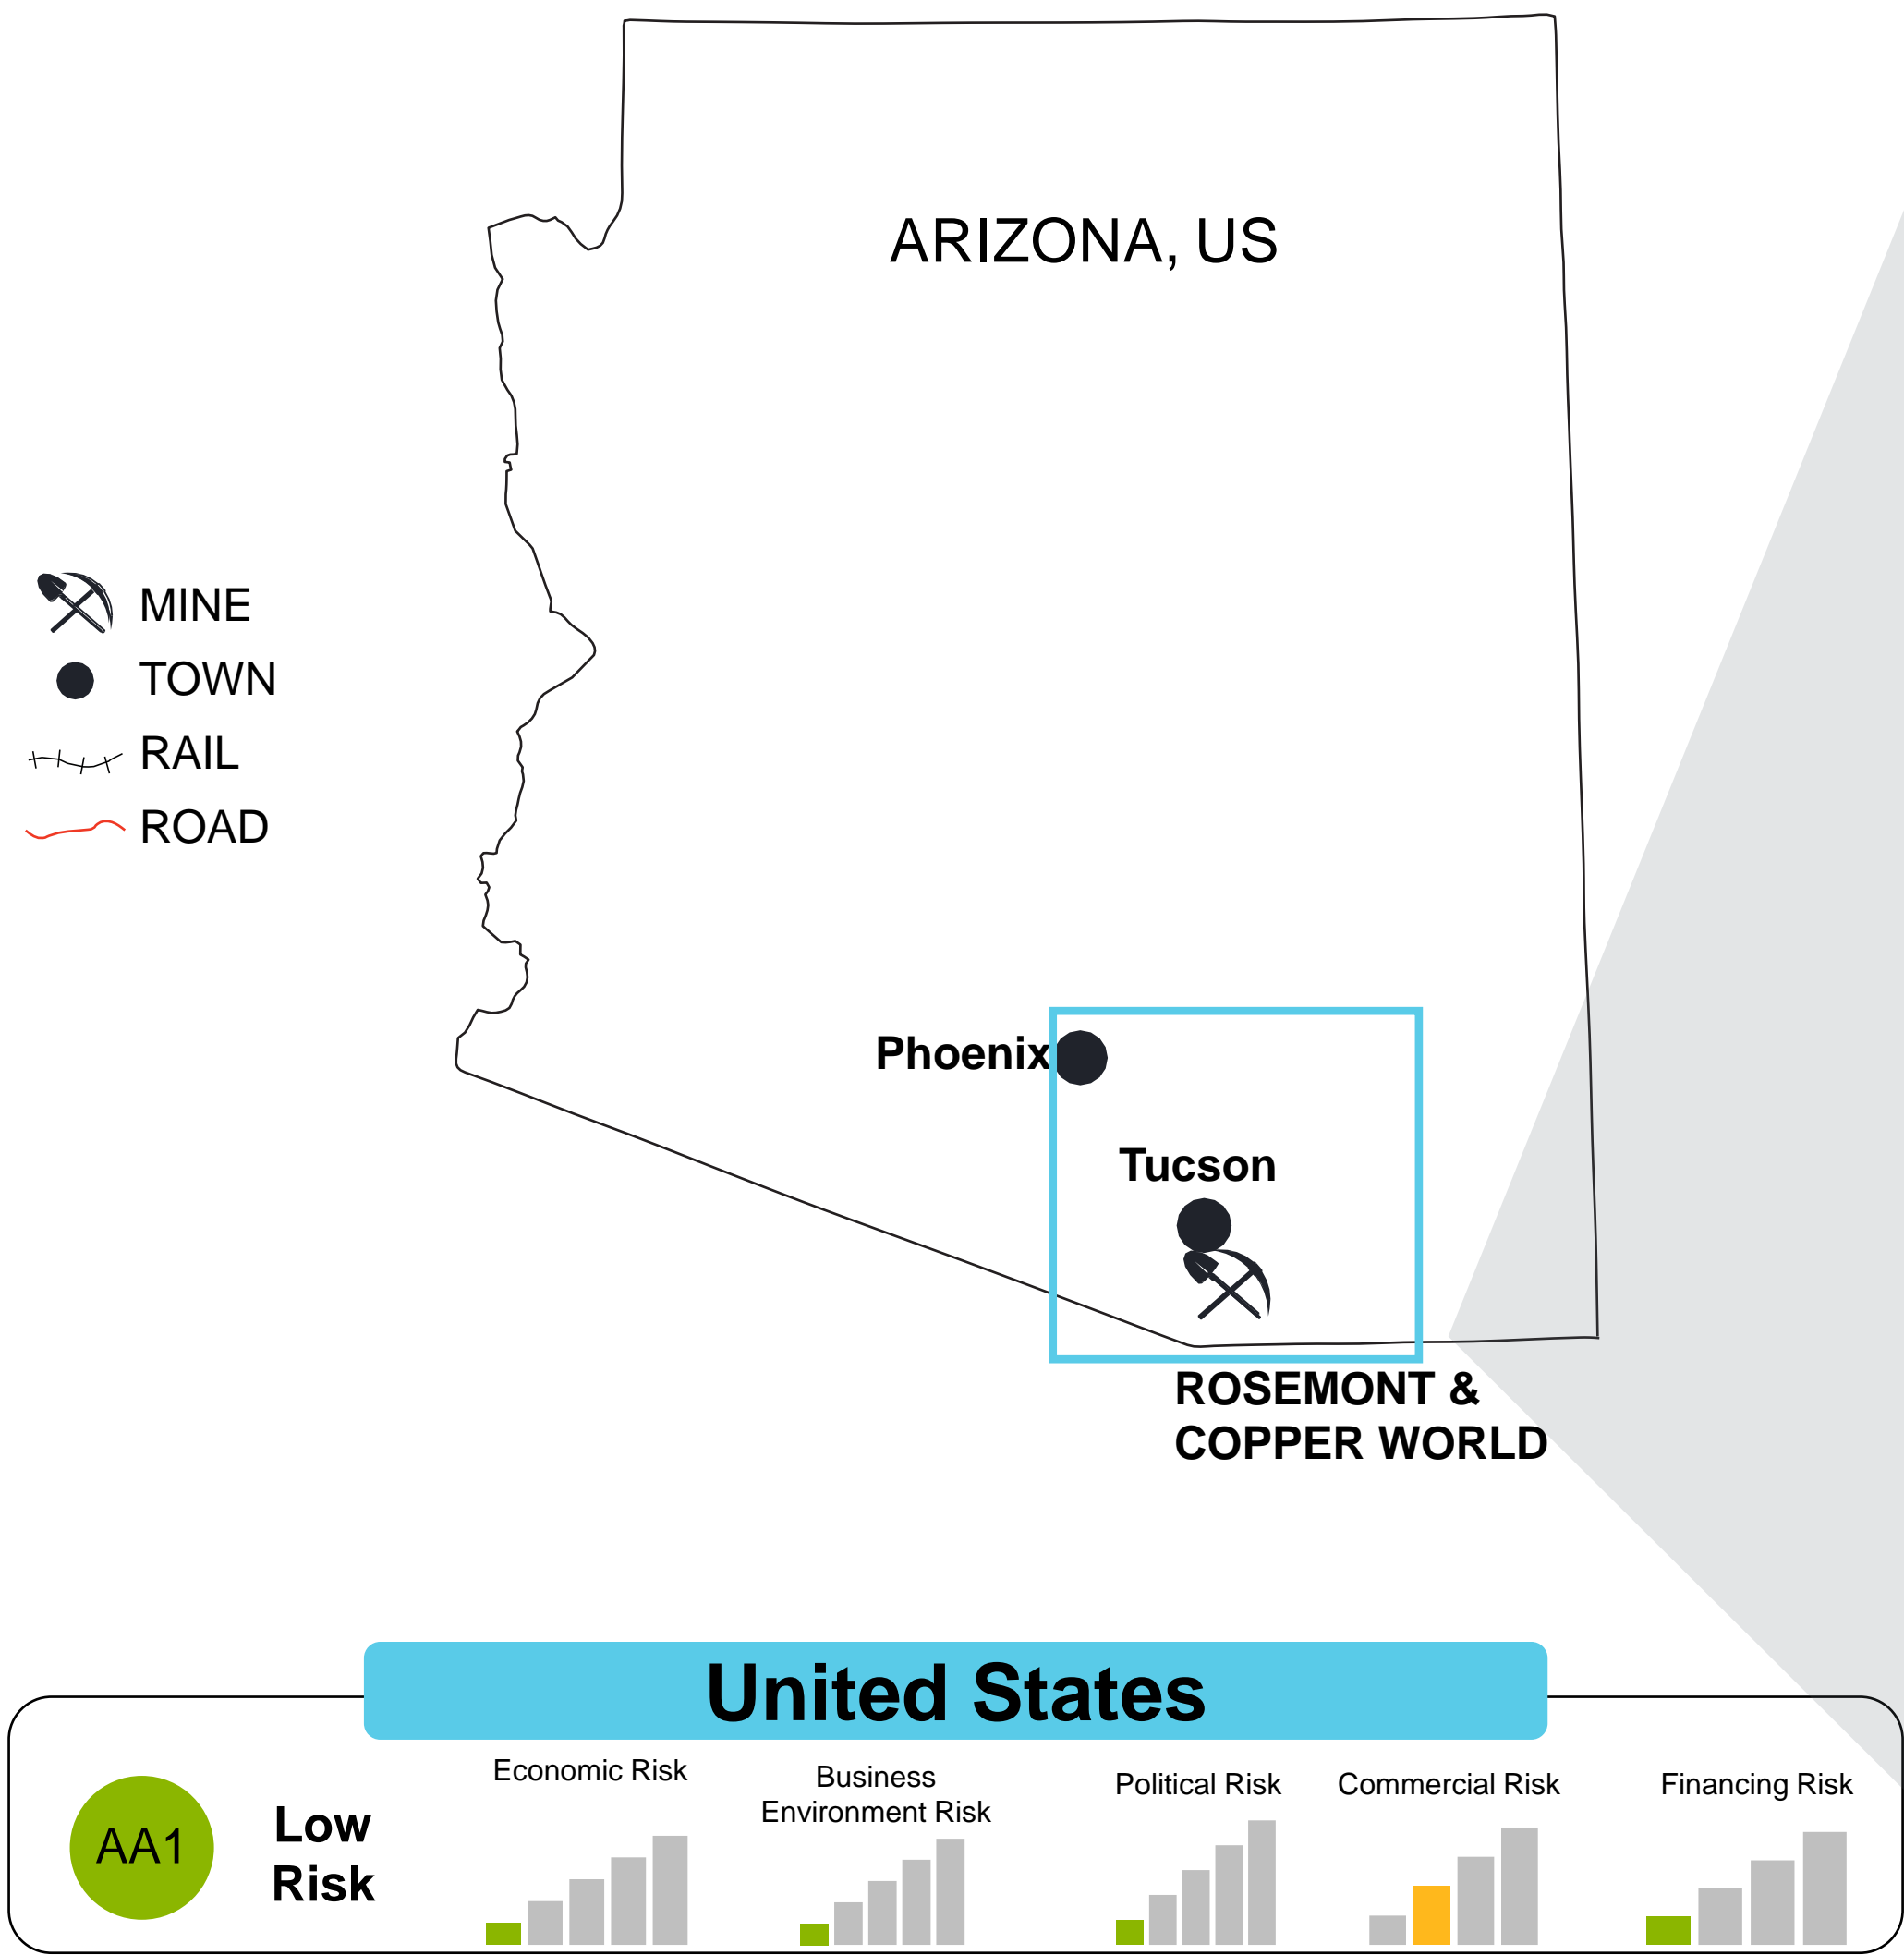 ARIZONA, US
MINE
TOWN
RAIL
ROAD
Phoenix
Tucson
ROSEMONT &
COPPER WORLD
United States
AA1
Low
Risk
Economic Risk
Business
Environment Risk
Political Risk
Commercial Risk
Financing Risk